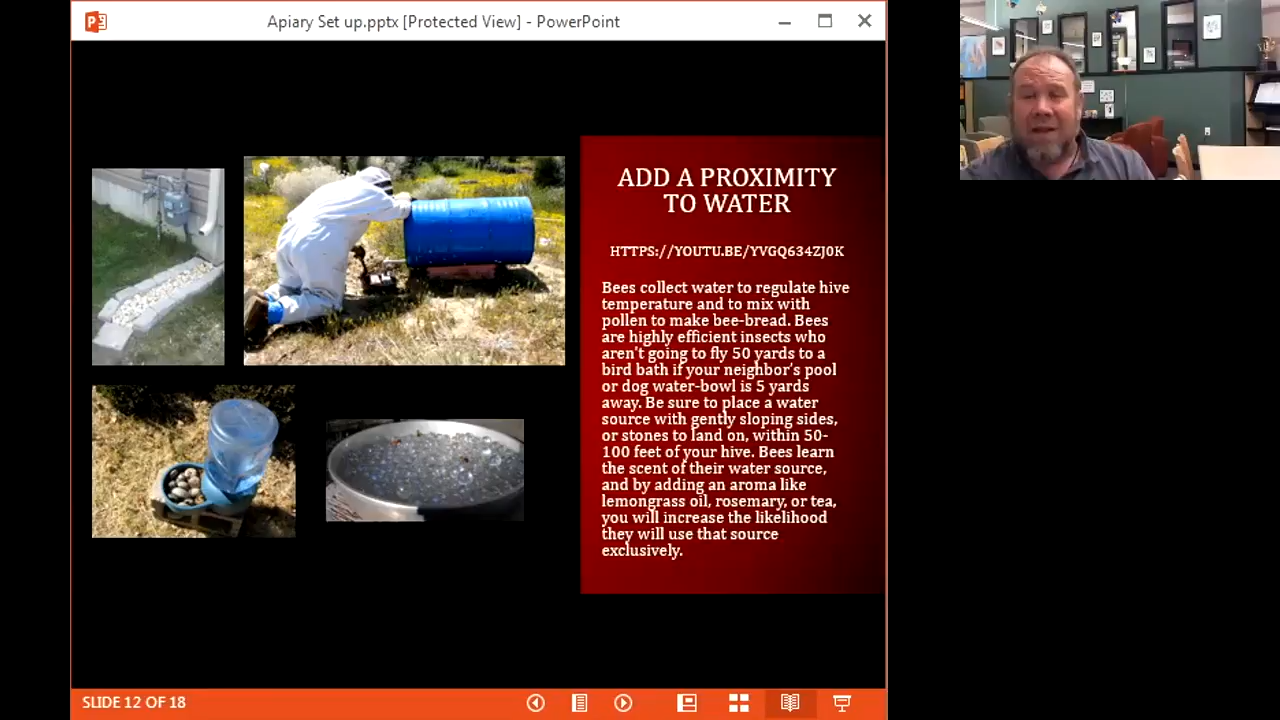 Apiary Set up.pptx [Protected View] - PowerPoint
ADD A PROXIMITY
TO WATER
HTTPS://YOUTU.BE/YVGQ634ZJ0K
Bees collect water to regulate hive
temperature and to mix with
pollen to make bee-bread. Bees
are highly efficient insects who
aren't going to fly 50 yards to a
bird bath if your neighbor's pool
or dog water-bowl is 5 yards
away. Be sure to place a water
source with gently sloping sides,
or stones to land on, within 50-
100 feet of your hive. Bees learn
the scent of their water source,
and by adding an aroma like
lemongrass oil, rosemary, or tea,
you will increase the likelihood
they will use that source
exclusively.
SLIDE 12 OF 18